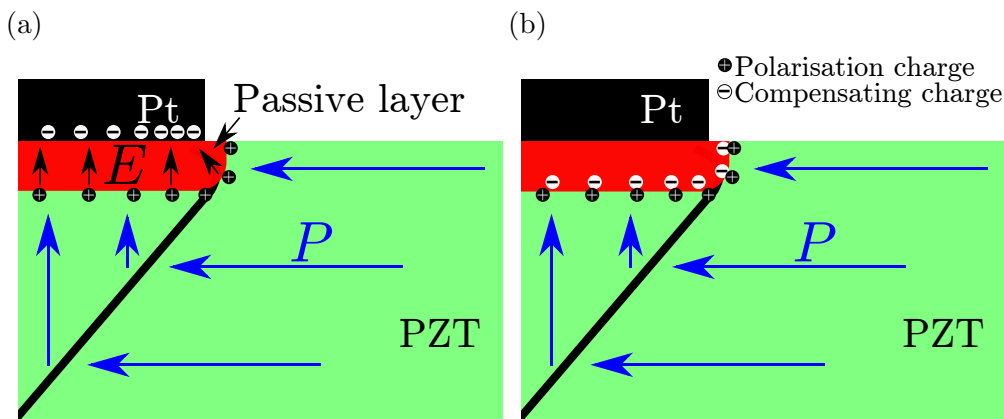 (a)
Pt
Passive layer
E
P
PZT
(b)
Polarisation charge
Compensating charge
Pt
P
PZT